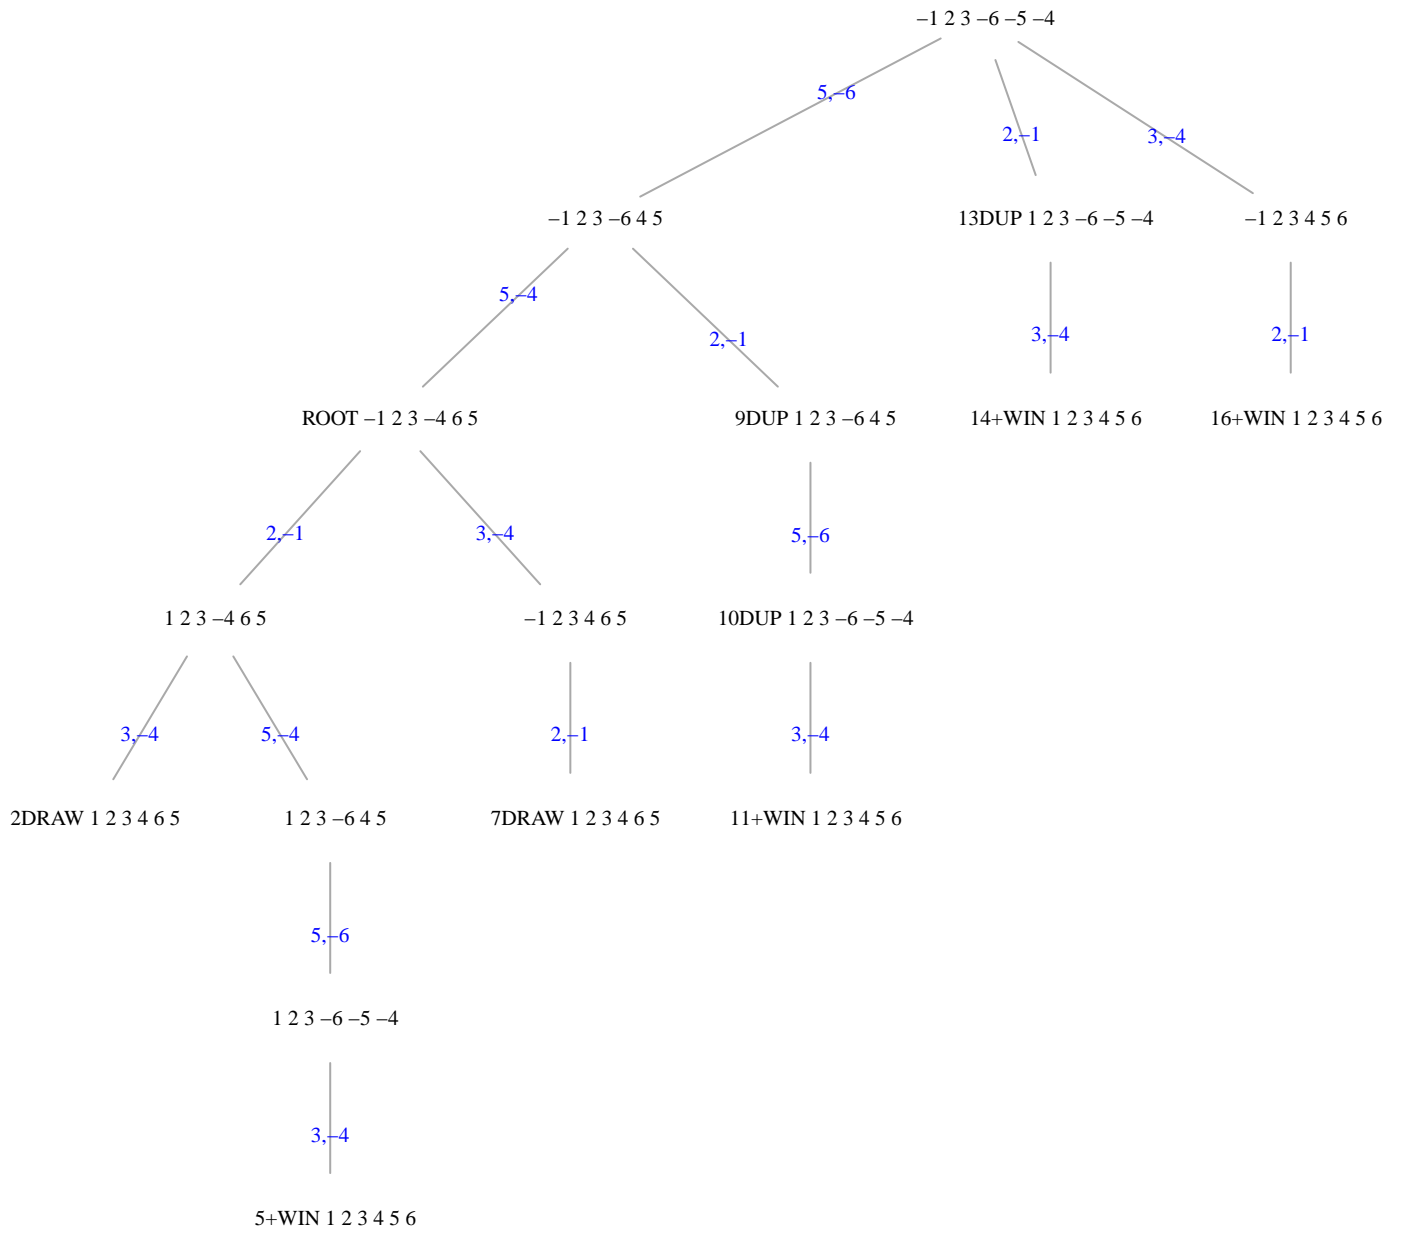 –1 2 3 –6 –5 –4
5,–6
2,–1
3,–4
–1 2 3 –6 4 5
13DUP 1 2 3 –6 –5 –4
–1 2 3 4 5 6
5,–4
2,–1
3,–4
2,–1
ROOT –1 2 3 –4 6 5
9DUP 1 2 3 –6 4 5
14+WIN 1 2 3 4 5 6
16+WIN 1 2 3 4 5 6
2,–1
3,–4
5,–6
1 2 3 –4 6 5
–1 2 3 4 6 5
10DUP 1 2 3 –6 –5 –4
3,–4
5,–4
2,–1
3,–4
2DRAW 1 2 3 4 6 5
1 2 3 –6 4 5
7DRAW 1 2 3 4 6 5
11+WIN 1 2 3 4 5 6
5,–6
1 2 3 –6 –5 –4
3,–4
5+WIN 1 2 3 4 5 6